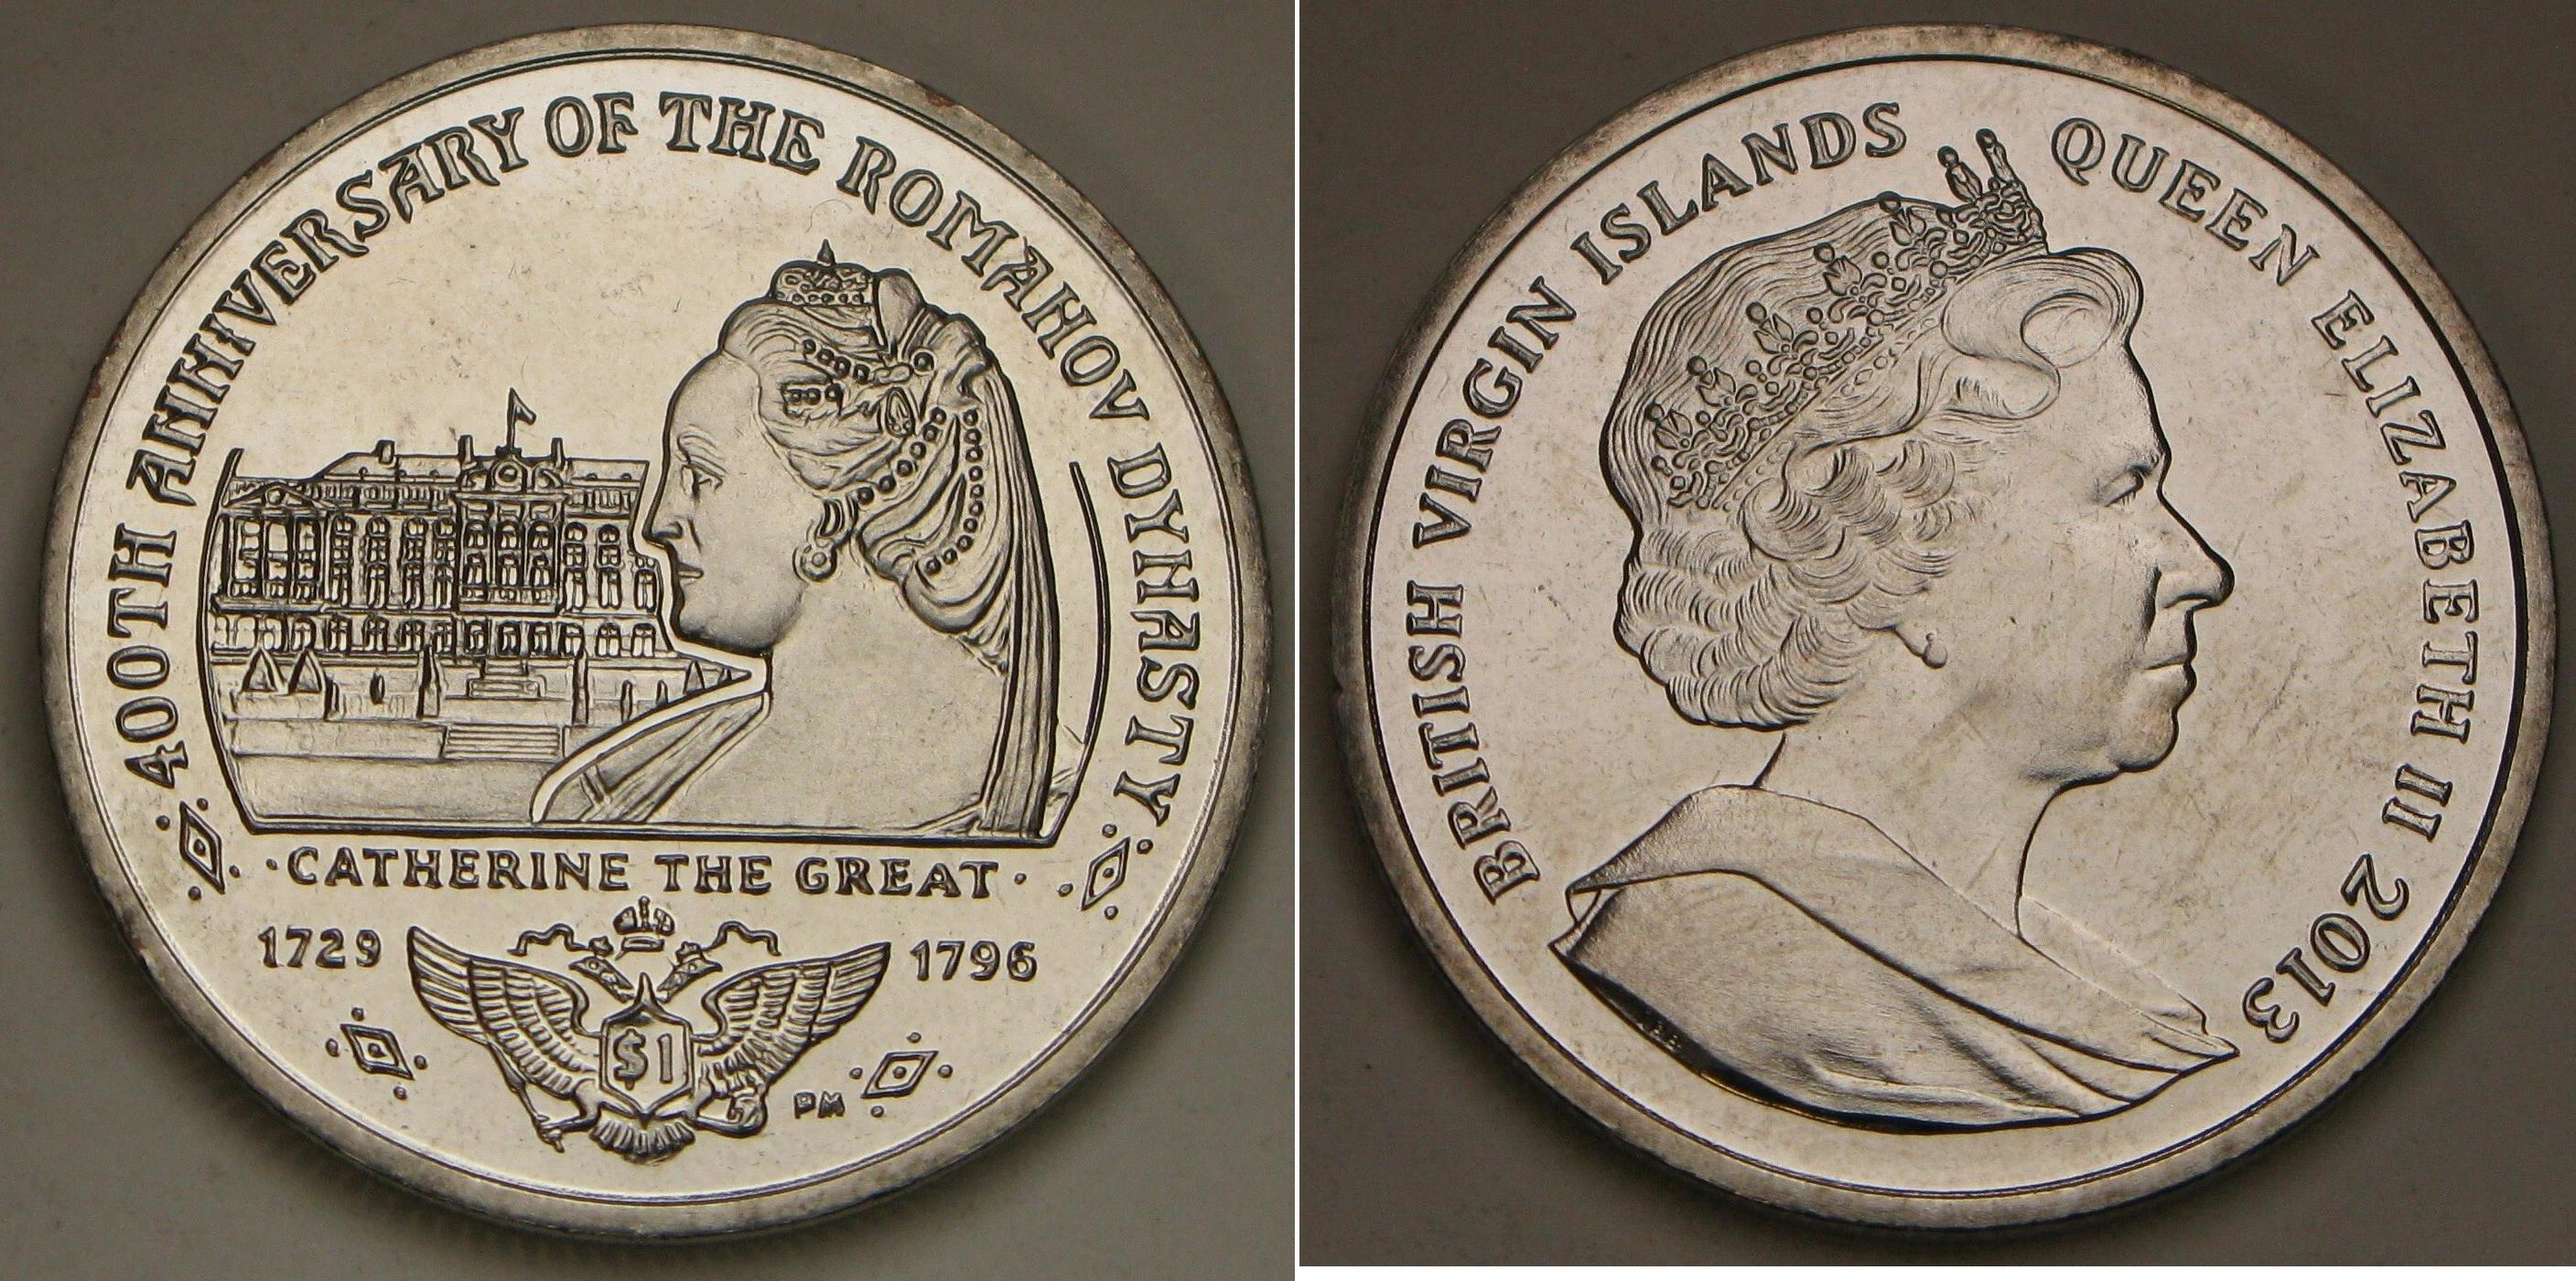 400TH ANNIVERSARY OF THE ROMANOV DYNASTY
·CATHERINE THE GREAT·
1729 1796
$1
PM
BRITISH VIRGIN ISLANDS QUEEN ELIZABETH II 2013